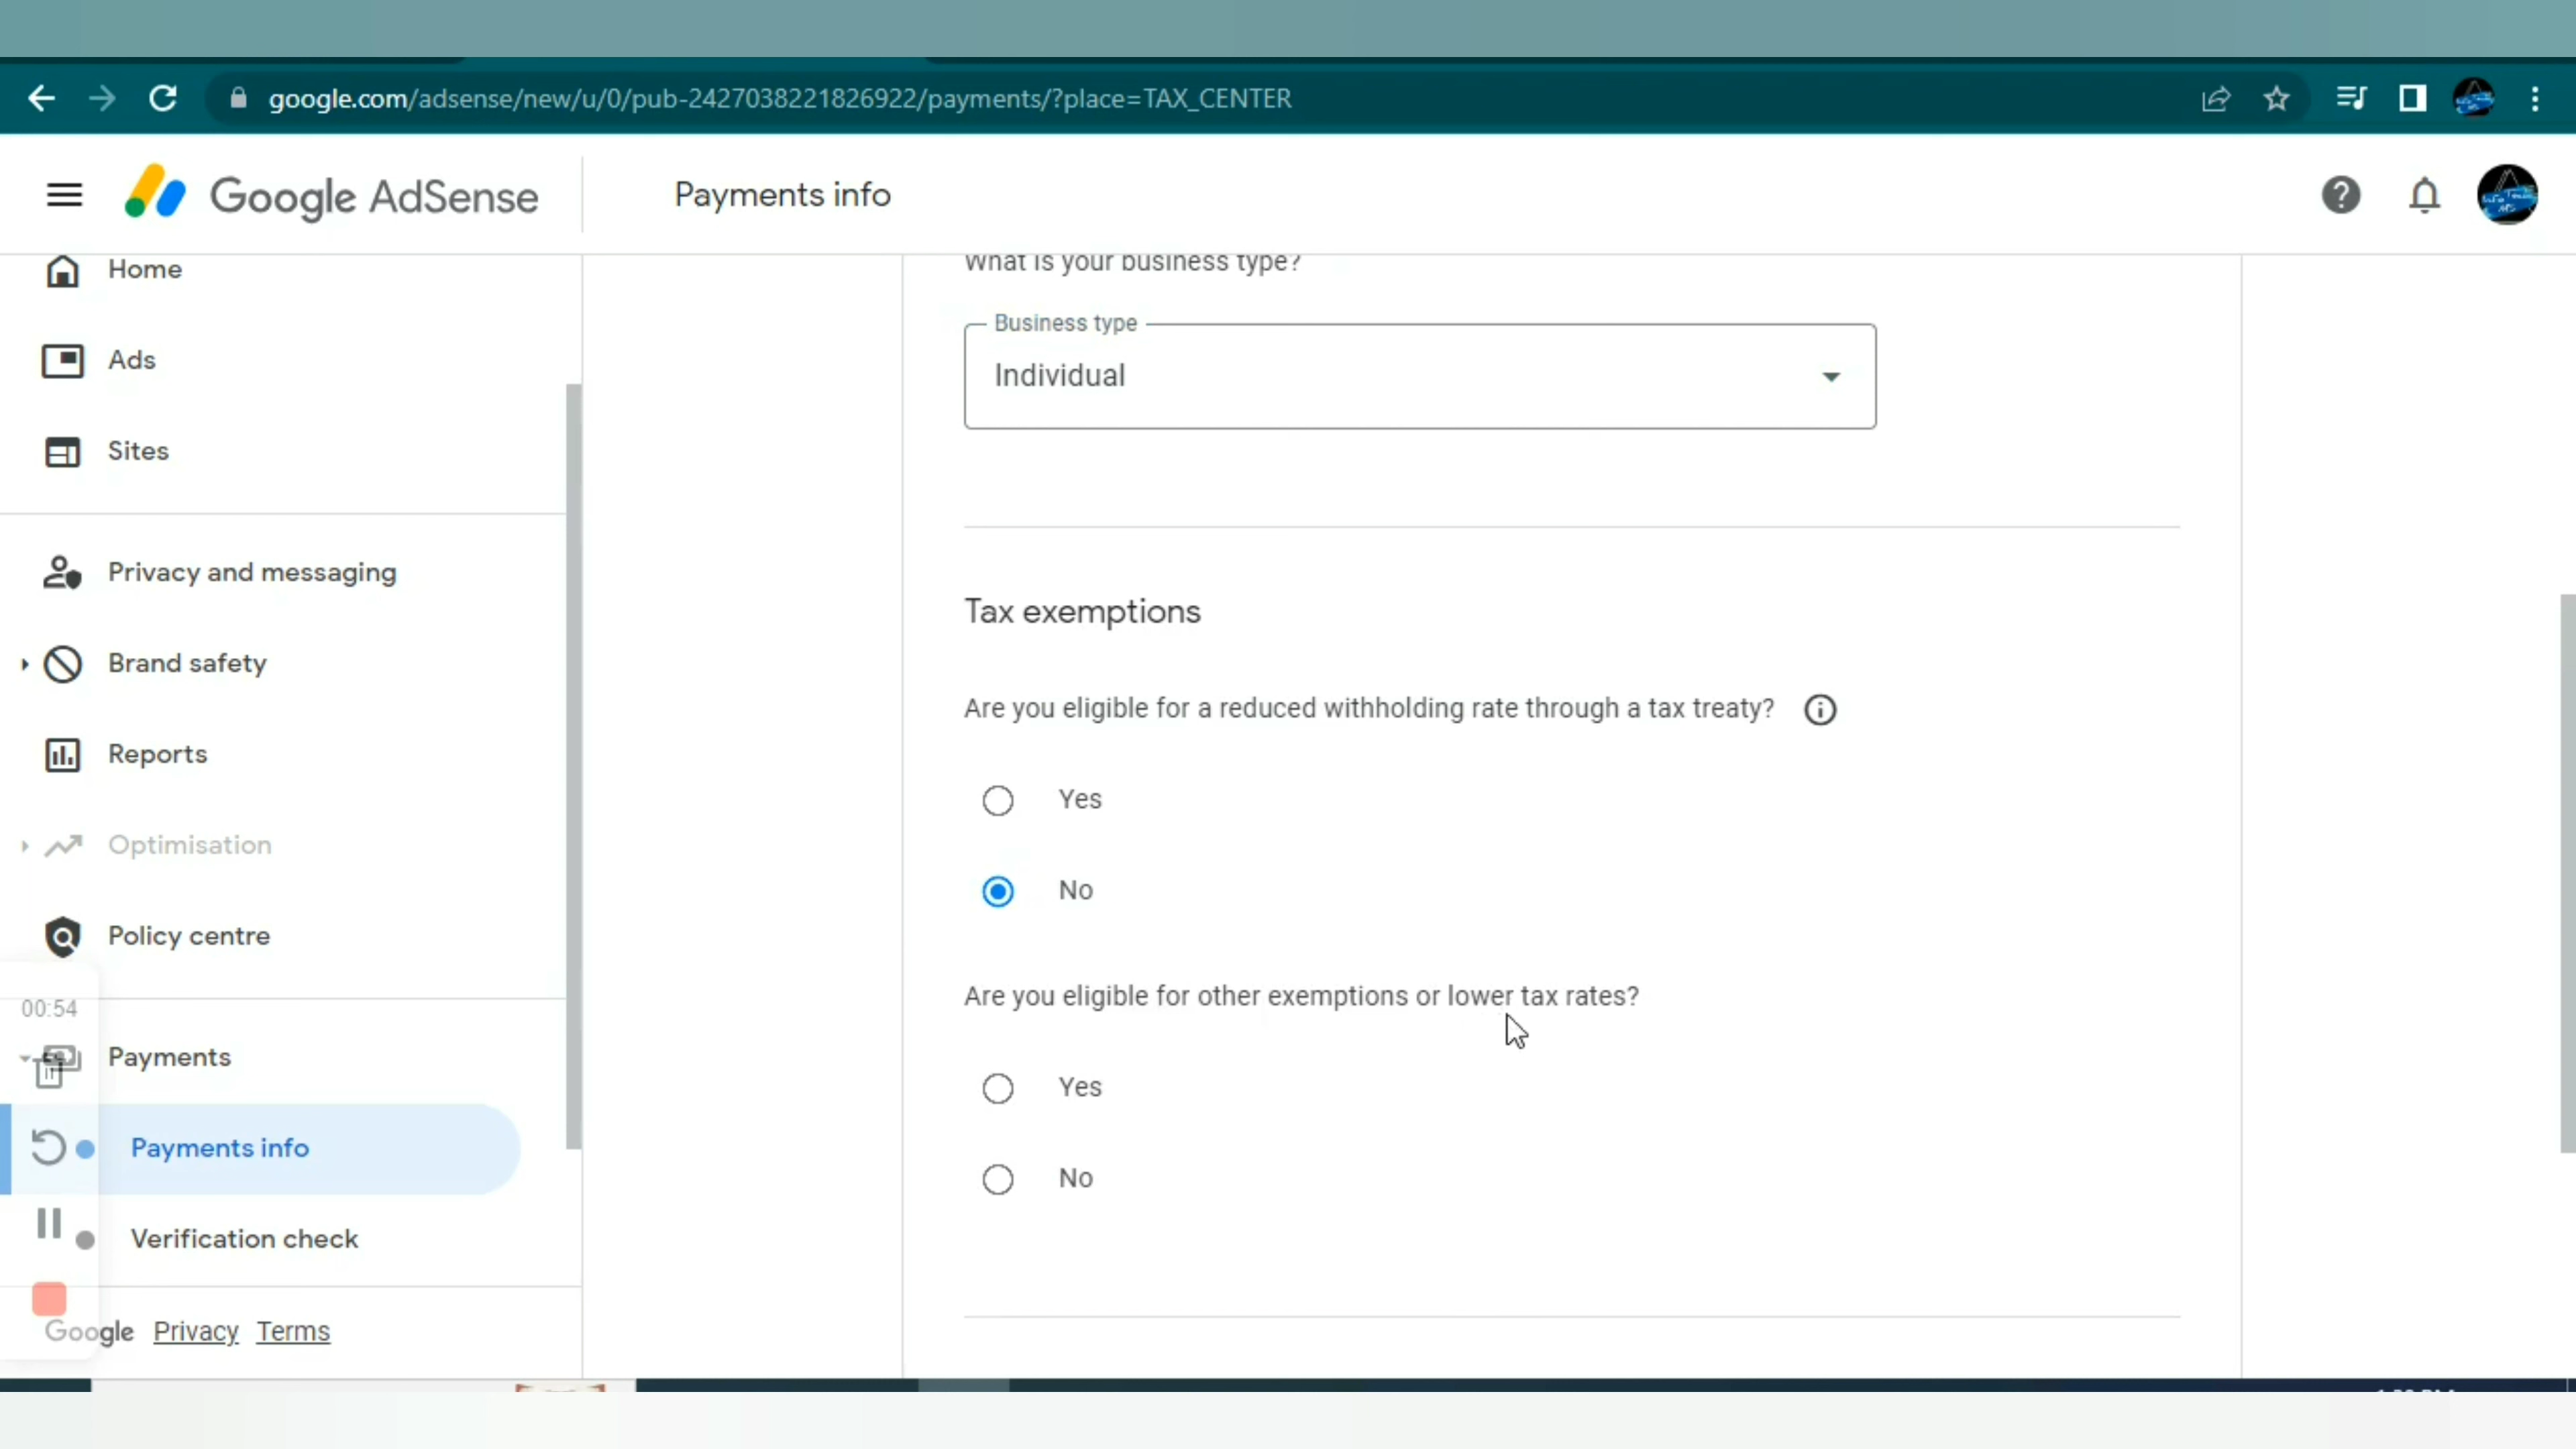 google.com/adsense/new/u/0/pub-2427038221826922/payments/?place=TAX_CENTER
Google AdSense
Payments info
Home
Ads
Sites
Privacy and messaging
Brand safety
Reports
Optimisation
Policy centre
00:54
Payments
Payments info
Verification check
Google Privacy Terms
What is your business type?
Business type
Individual
Tax exemptions
Are you eligible for a reduced withholding rate through a tax treaty?
Yes
No
Are you eligible for other exemptions or lower tax rates?
Yes
No